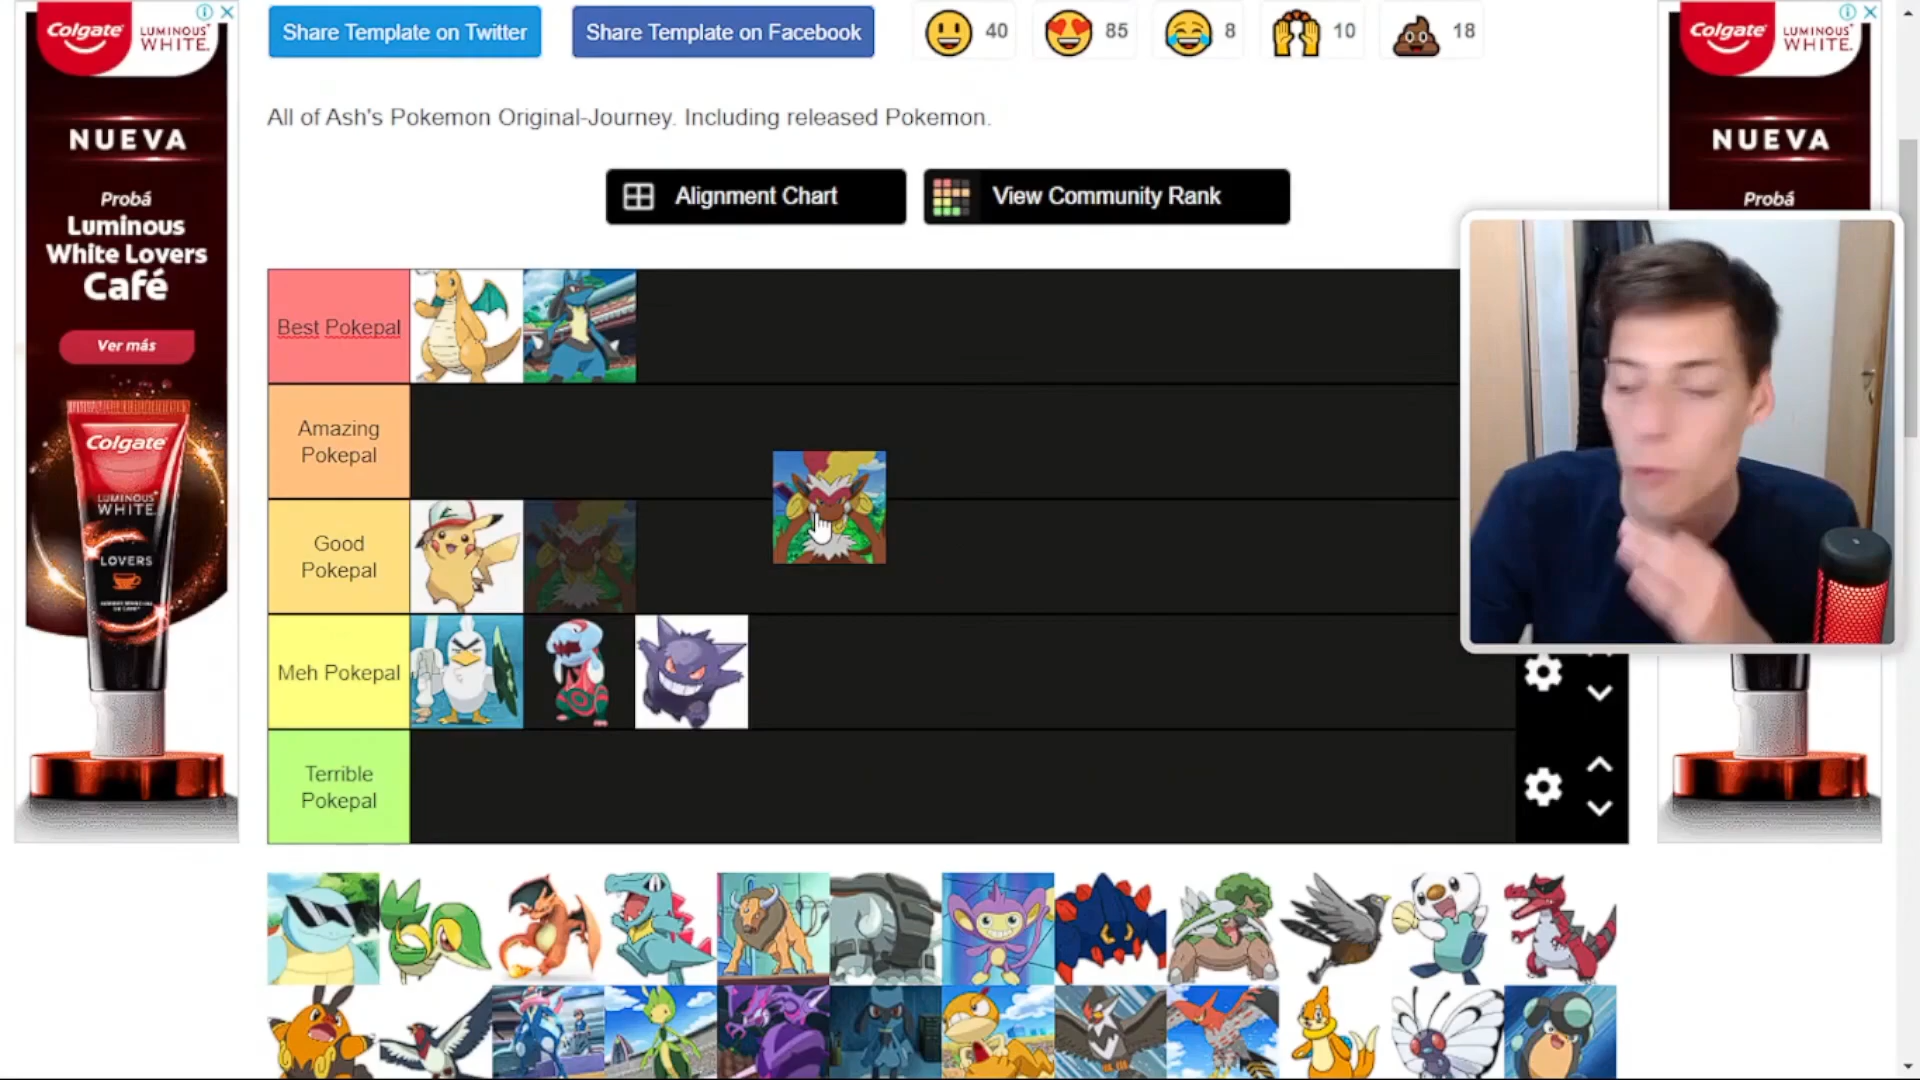 Colgate LUMINOUS WHITE.
NUEVA
Probá
Luminous
White Lovers
Café
Ver más
Colgate
LUMINOUS
WHITE
LOVERS
Share Template on Twitter
Share Template on Facebook
40
85
8
10
18
All of Ash's Pokemon Original-Journey. Including released Pokemon.
Alignment Chart
View Community Rank
Best Pokepal
Amazing
Pokepal
Good
Pokepal
Meh Pokepal
Terrible
Pokepal
Colgate LUMINOUS WHITE.
NUEVA
Probá